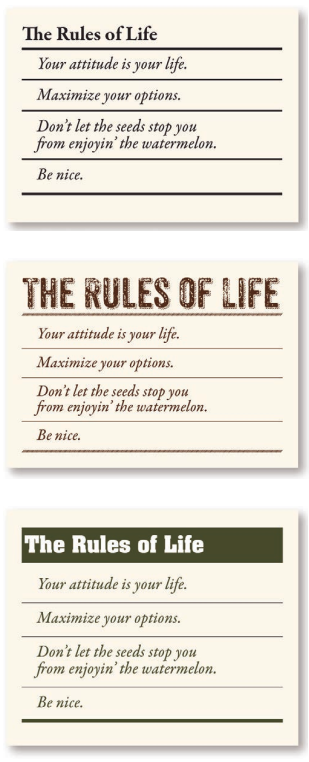 The Rules of Life
Your attitude is your life.
Maximize your options.
Don't let the seeds stop you
from enjoyin' the watermelon.
Be nice.
THE RULES OF LIFE
Your attitude is your life.
Maximize your options.
Don't let the seeds stop you
from enjoyin' the watermelon.
Be nice.
The Rules of Life
Your attitude is your life.
Maximize your options.
Don't let the seeds stop you
from enjoyin' the watermelon.
Be nice.